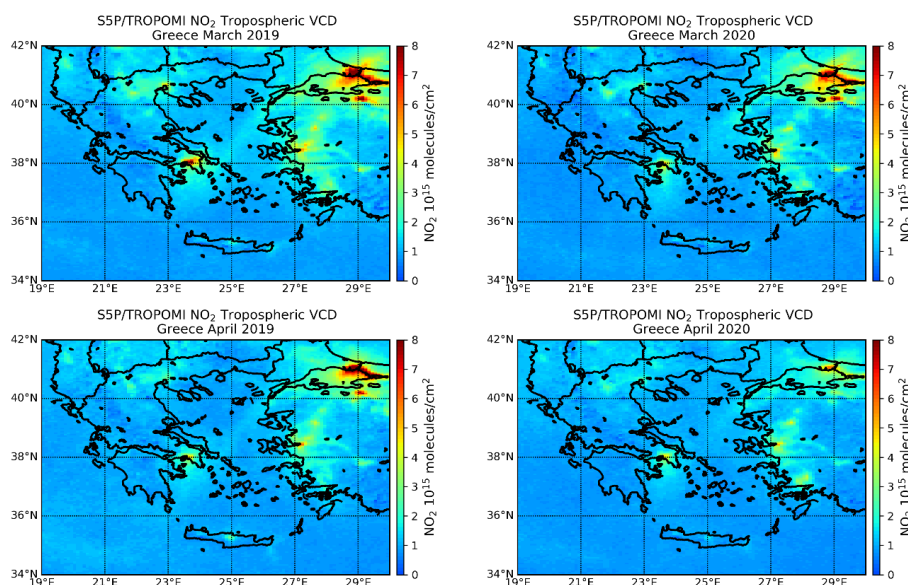 S5P/TROPOMI NO₂ Tropospheric VCD
Greece March 2019
42°N
40°N
38°N
36°N
34°N
19°E
21°E
23°E
25°E
27°E
29°E
8
7
6
5
4
3
2
1
0
NO₂ 10¹⁵ molecules/cm²
S5P/TROPOMI NO₂ Tropospheric VCD
Greece March 2020
42°N
40°N
38°N
36°N
34°N
19°E
21°E
23°E
25°E
27°E
29°E
8
7
6
5
4
3
2
1
0
NO₂ 10¹⁵ molecules/cm²
S5P/TROPOMI NO₂ Tropospheric VCD
Greece April 2019
42°N
40°N
38°N
36°N
34°N
19°E
21°E
23°E
25°E
27°E
29°E
8
7
6
5
4
3
2
1
0
NO₂ 10¹⁵ molecules/cm²
S5P/TROPOMI NO₂ Tropospheric VCD
Greece April 2020
42°N
40°N
38°N
36°N
34°N
19°E
21°E
23°E
25°E
27°E
29°E
8
7
6
5
4
3
2
1
0
NO₂ 10¹⁵ molecules/cm²